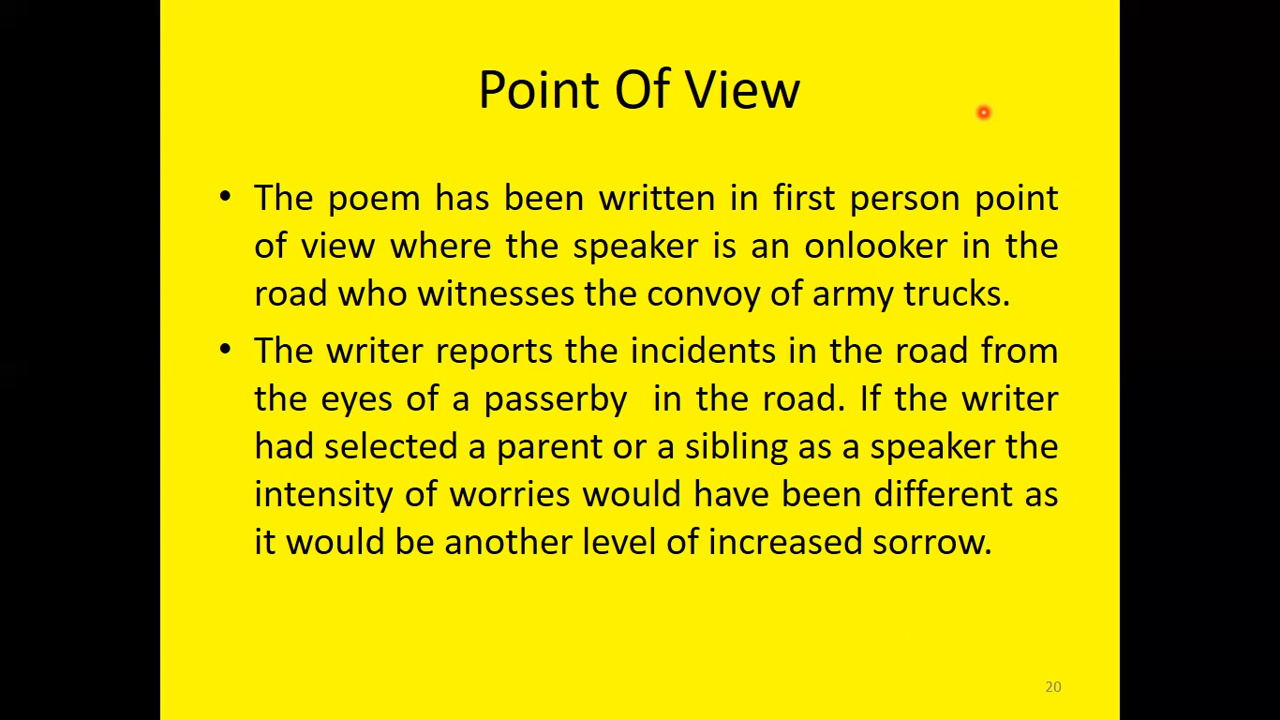 Point Of View
• The poem has been written in first person point
of view where the speaker is an onlooker in the
road who witnesses the convoy of army trucks.
• The writer reports the incidents in the road from
the eyes of a passerby  in the road. If the writer
had selected a parent or a sibling as a speaker the
intensity of worries would have been different as
it would be another level of increased sorrow.
20